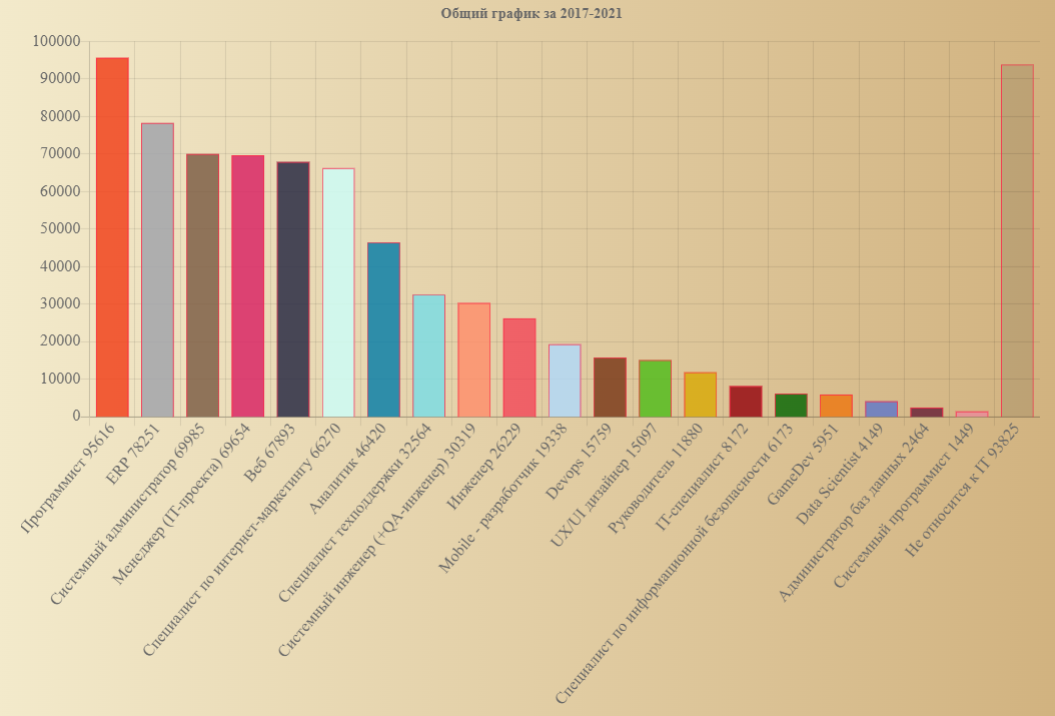 Общий график за 2017-2021
100000
90000
80000
70000
60000
50000
40000
30000
20000
10000
0
Программист 95616
ERP 78251
Системный администратор 69985
Менеджер (IT-проекта) 69654
Веб 67893
Специалист по интернет-маркетингу 66270
Аналитик 46420
Специалист техподдержки 32564
Системный инженер (+QA-инженер) 30319
Инженер 26229
Mobile - разработчик 19338
Devops 15759
UX/UI дизайнер 15097
Руководитель 11880
IT-специалист 8172
Специалист по информационной безопасности 6173
GameDev 5951
Data Scientist 4149
Администратор баз данных 2464
Системный программист 1449
Не относится к IT 93825